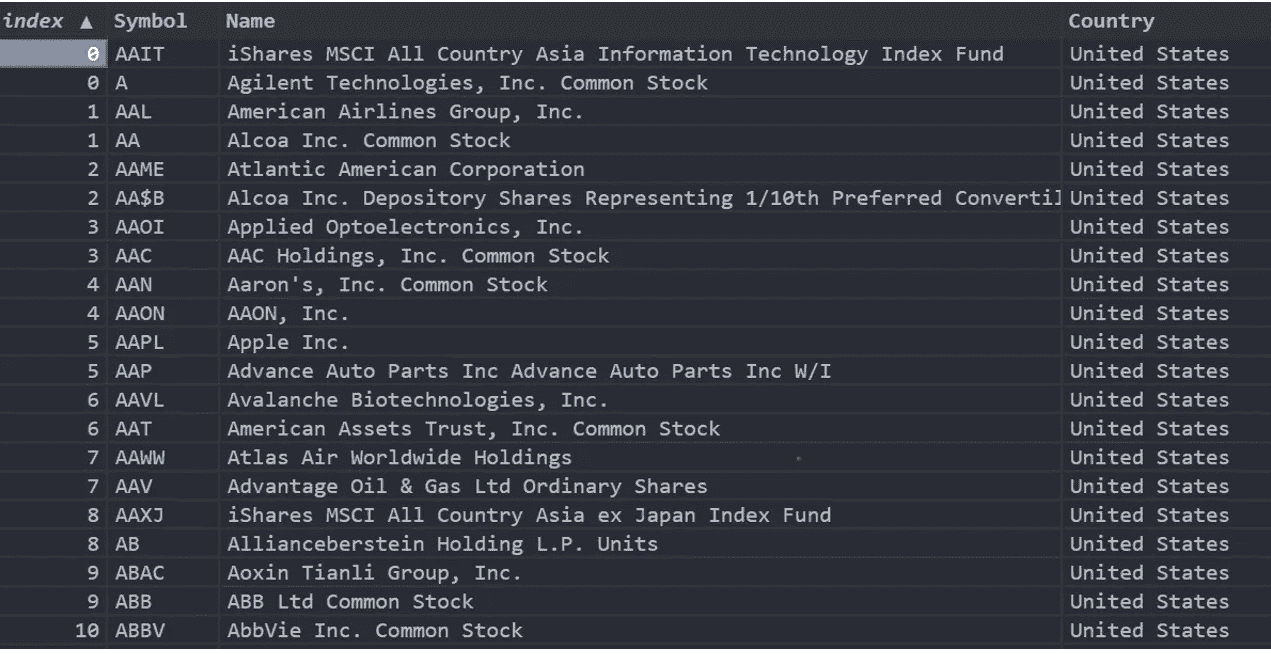 index ▲ Symbol Name Country
0 AAIT iShares MSCI All Country Asia Information Technology Index Fund United States
0 A Agilent Technologies, Inc. Common Stock United States
1 AAL American Airlines Group, Inc. United States
1 AA Alcoa Inc. Common Stock United States
2 AAME Atlantic American Corporation United States
2 AA$B Alcoa Inc. Depository Shares Representing 1/10th Preferred Convertil United States
3 AAOI Applied Optoelectronics, Inc. United States
3 AAC AAC Holdings, Inc. Common Stock United States
4 AAN Aaron's, Inc. Common Stock United States
4 AAON AAON, Inc. United States
5 AAPL Apple Inc. United States
5 AAP Advance Auto Parts Inc Advance Auto Parts Inc W/I United States
6 AAVL Avalanche Biotechnologies, Inc. United States
6 AAT American Assets Trust, Inc. Common Stock United States
7 AAWW Atlas Air Worldwide Holdings United States
7 AAV Advantage Oil & Gas Ltd Ordinary Shares United States
8 AAXJ iShares MSCI All Country Asia ex Japan Index Fund United States
8 AB Allianceberstein Holding L.P. Units United States
9 ABAC Aoxin Tianli Group, Inc. United States
9 ABB ABB Ltd Common Stock United States
10 ABBV AbbVie Inc. Common Stock United States